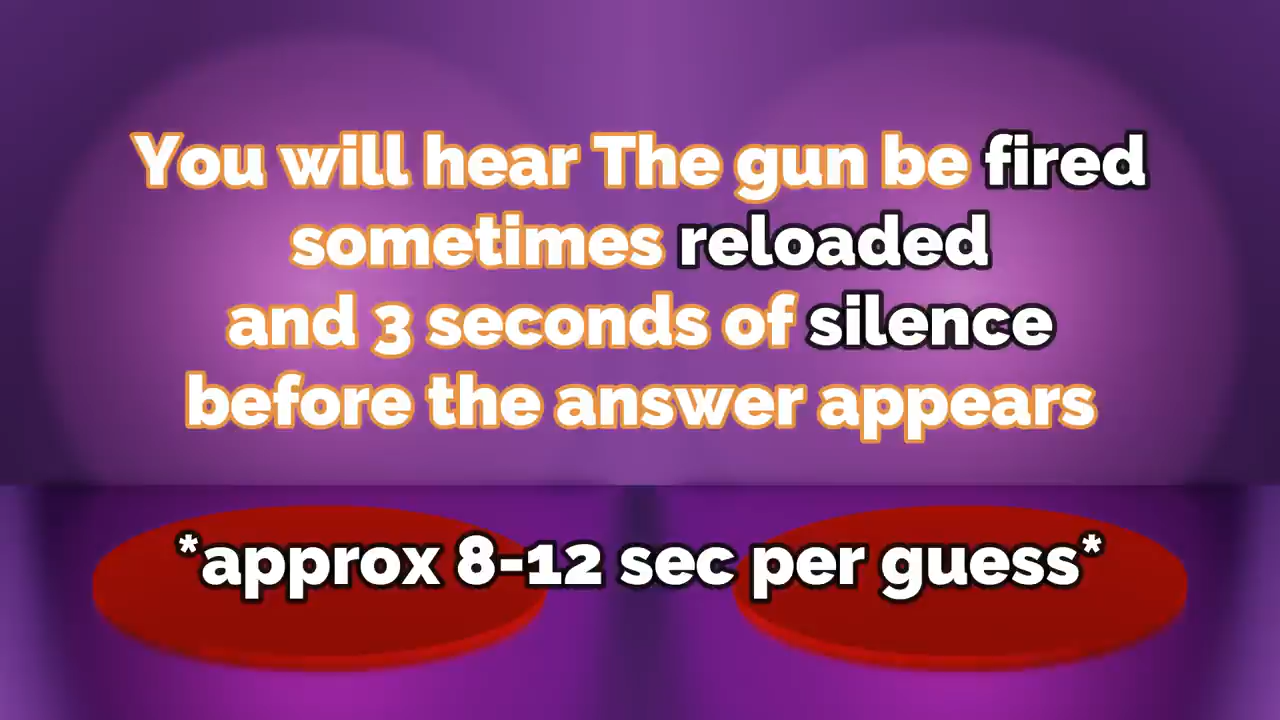 You will hear The gun be fired
sometimes reloaded
and 3 seconds of silence
before the answer appears
*approx 8-12 sec per guess*